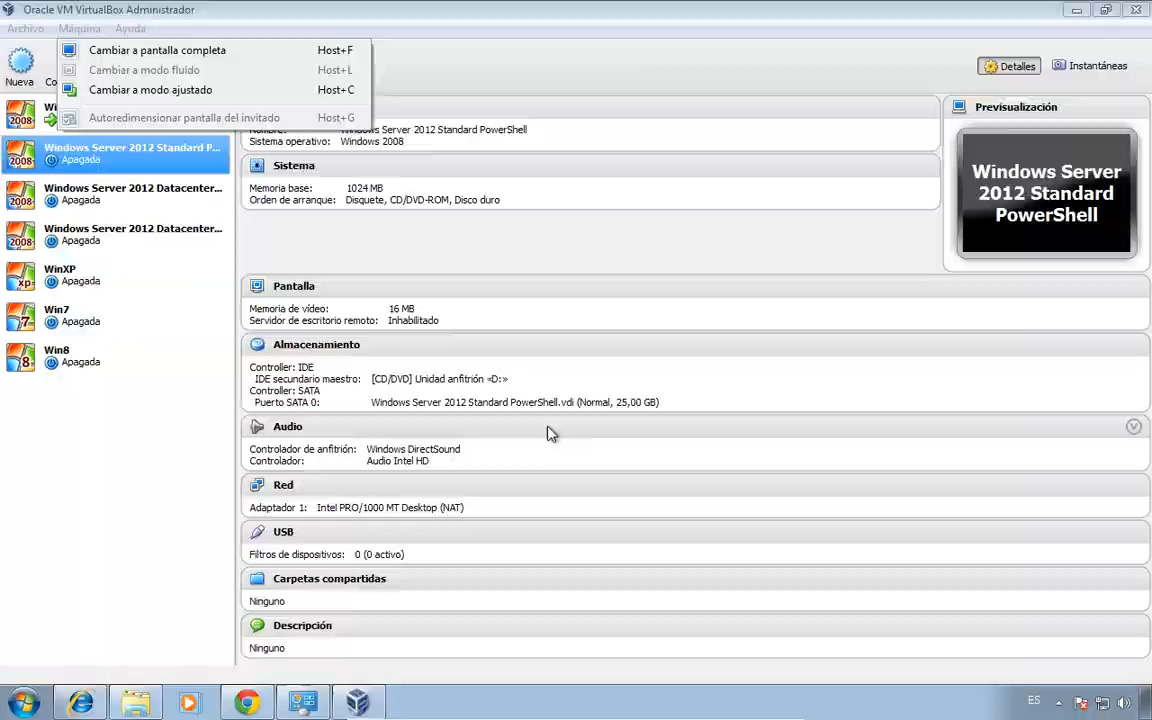 Oracle VM VirtualBox Administrador
Archivo Máquina Ayuda
Cambiar a pantalla completa Host+F
Cambiar a modo fluído Host+L
Cambiar a modo ajustado Host+C
Autoredimensionar pantalla del invitado Host+G
Nueva
Detalles
Instantáneas
Windows Server 2012 Standard P...
Apagada
Windows Server 2012 Datacenter...
Apagada
Windows Server 2012 Datacenter...
Apagada
WinXP
Apagada
Win7
Apagada
Win8
Apagada
Windows Server 2012 Standard PowerShell
Sistema operativo: Windows 2008
Sistema
Memoria base: 1024 MB
Orden de arranque: Disquete, CD/DVD-ROM, Disco duro
Previsualización
Windows Server
2012 Standard
PowerShell
Pantalla
Memoria de vídeo: 16 MB
Servidor de escritorio remoto: Inhabilitado
Almacenamiento
Controller: IDE
IDE secundario maestro: [CD/DVD] Unidad anfitrión «D:»
Controller: SATA
Puerto SATA 0: Windows Server 2012 Standard PowerShell.vdi (Normal, 25,00 GB)
Audio
Controlador de anfitrión: Windows DirectSound
Controlador: Audio Intel HD
Red
Adaptador 1: Intel PRO/1000 MT Desktop (NAT)
USB
Filtros de dispositivos: 0 (0 activo)
Carpetas compartidas
Ninguno
Descripción
Ninguno
ES